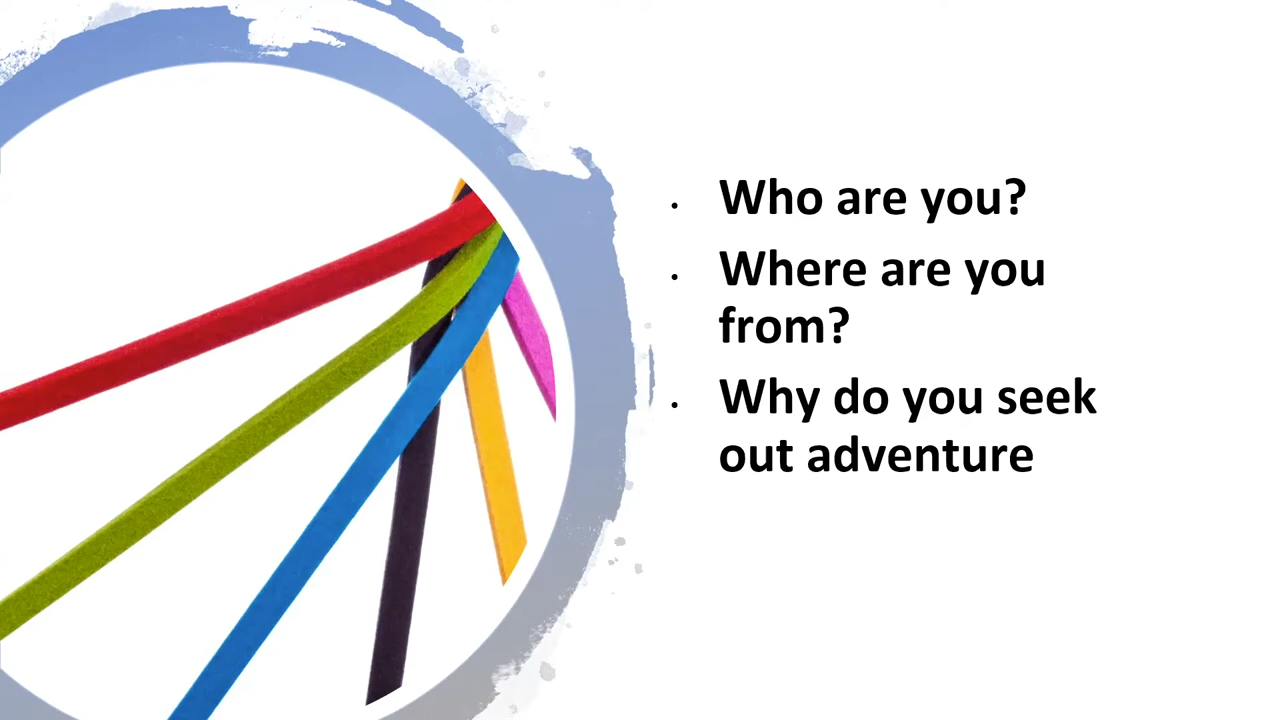 • Who are you?
• Where are you
from?
• Why do you seek
out adventure